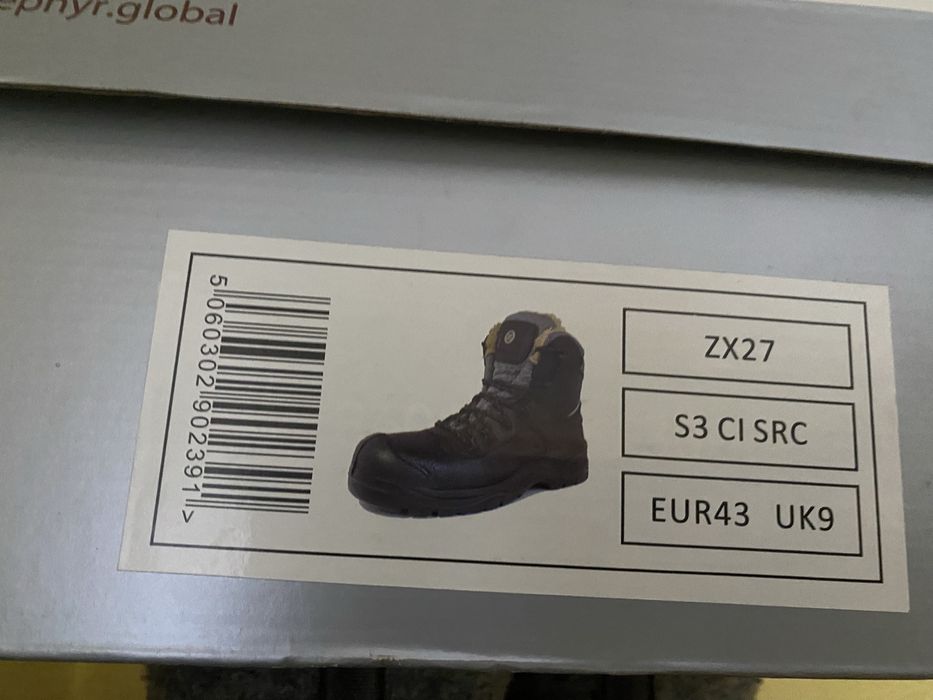 ephyr.global
5 060302 902391 >
ZX27
S3 CI SRC
EUR43 UK9